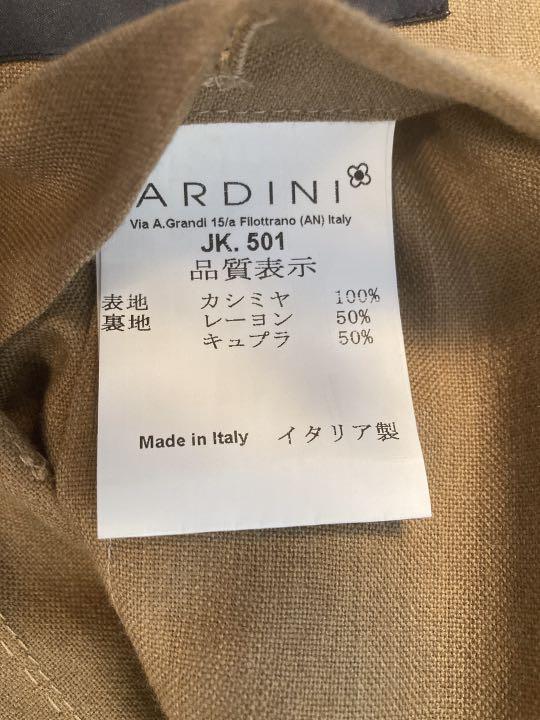 ARDINI
Via A.Grandi 15/a Filottrano (AN) Italy
JK. 501
品質表示
表地 カシミヤ 100%
裏地 レーヨン 50%
キュプラ 50%
Made in Italy イタリア製